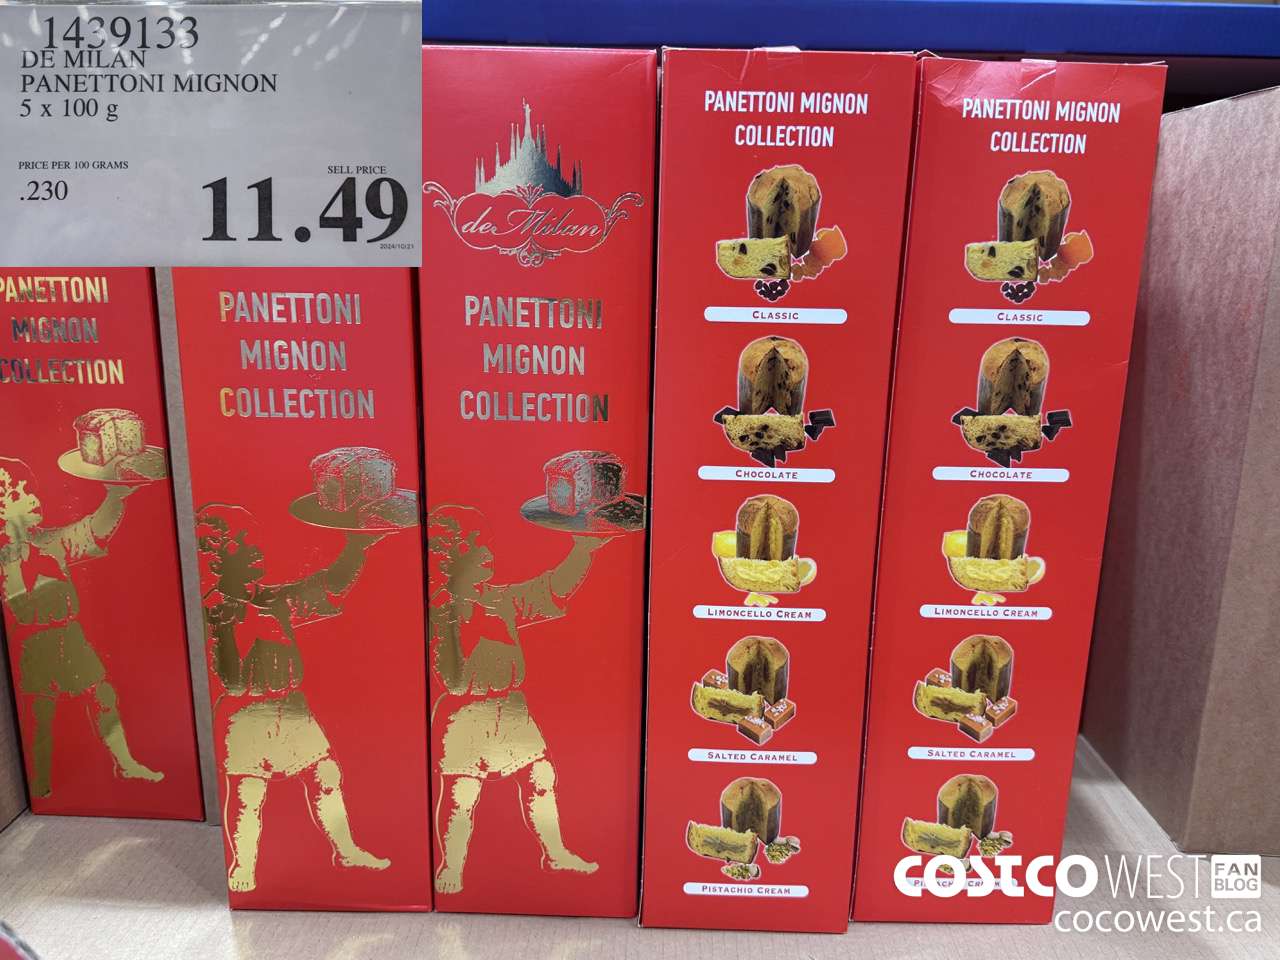 1439133
DE MILAN
PANETTONI MIGNON
5 x 100 g
PRICE PER 100 GRAMS
.230
SELL PRICE
11.49
2024/10/21
PANETTONI
MIGNON
COLLECTION
PANETTONI
MIGNON
COLLECTION
de Milan
PANETTONI
MIGNON
COLLECTION
PANETTONI MIGNON
COLLECTION
CLASSIC
CHOCOLATE
LIMONCELLO CREAM
SALTED CARAMEL
PISTACHIO CREAM
PANETTONI MIGNON
COLLECTION
CLASSIC
CHOCOLATE
LIMONCELLO CREAM
SALTED CARAMEL
COSTCO WEST FAN BLOG
cocowest.ca